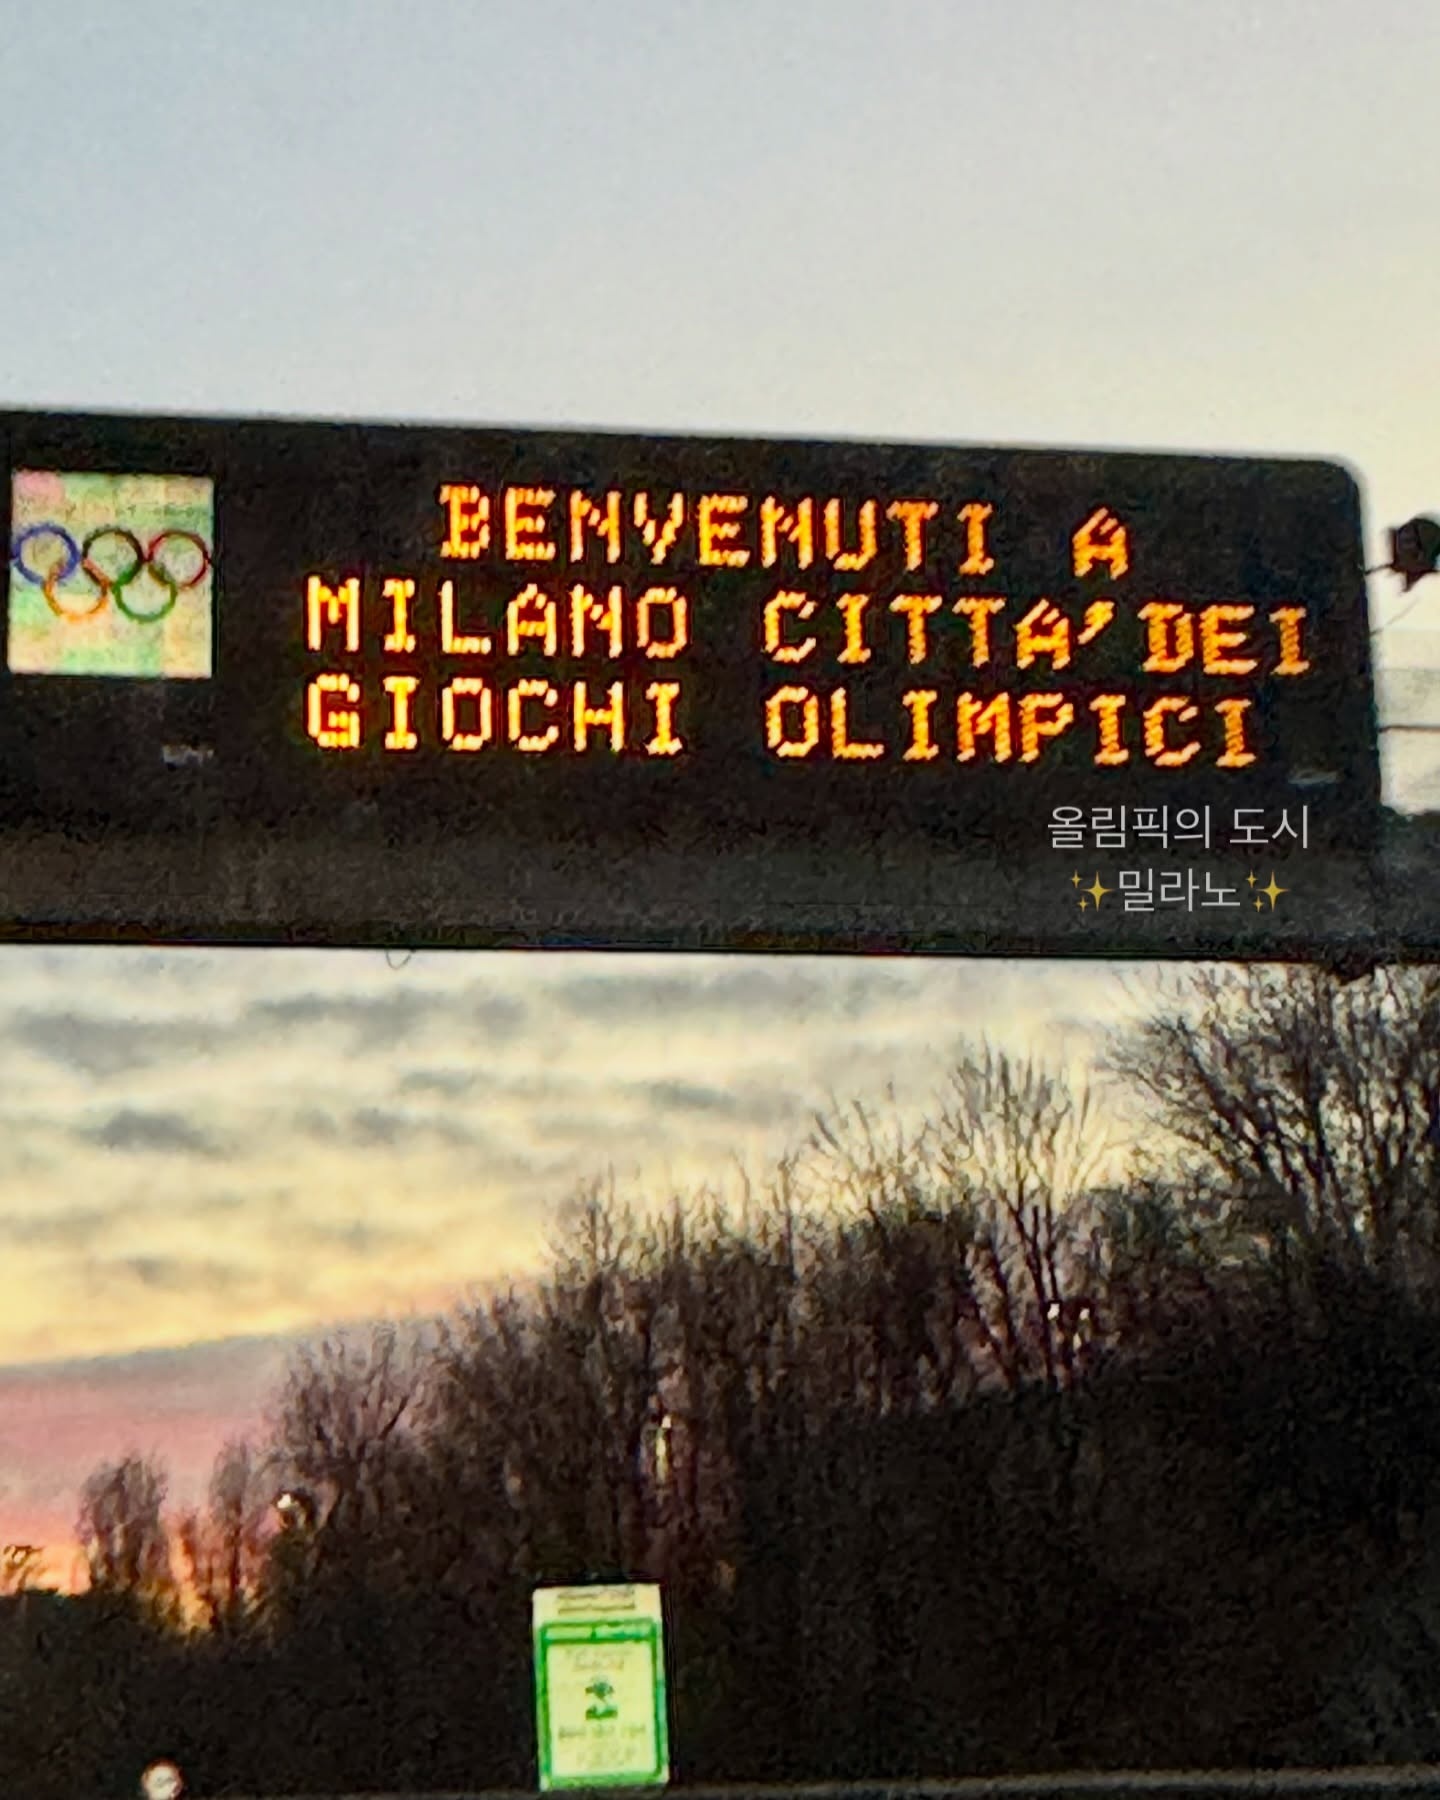 BENVENUTI A
MILANO CITTA'DEI
GIOCHI OLIMPICI
올림픽의 도시
✨밀라노✨